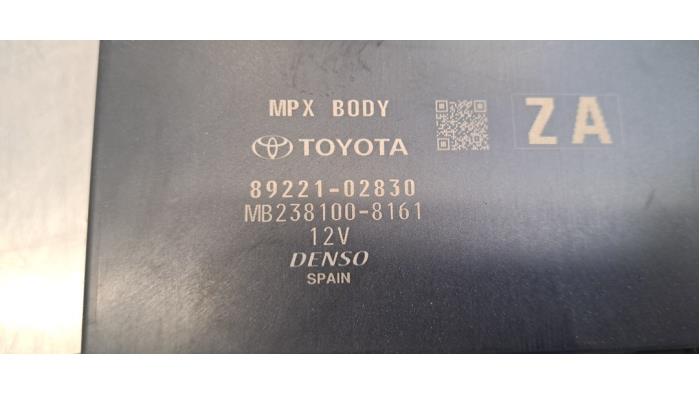 MPX BODY
ZA
TOYOTA
89221-02830
MB238100-8161
12V
DENSO
SPAIN